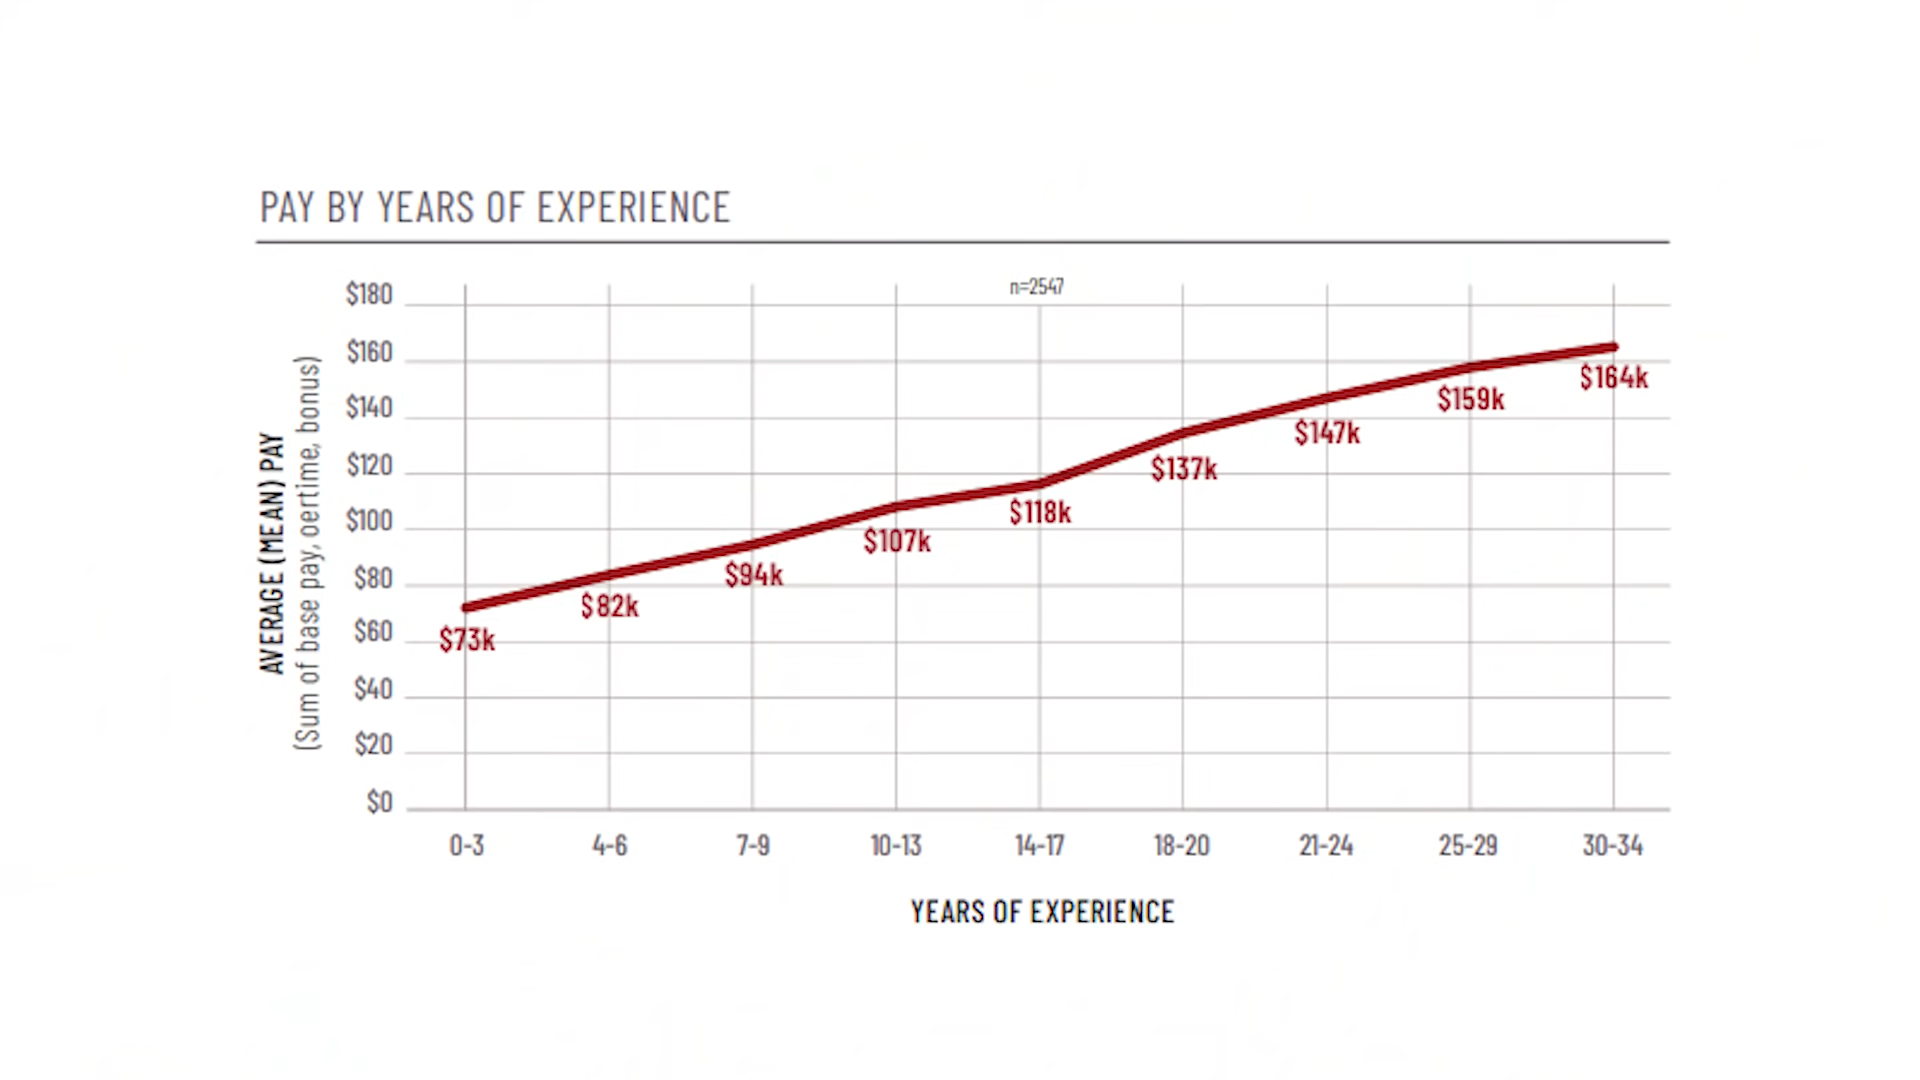 PAY BY YEARS OF EXPERIENCE
n=2547
AVERAGE (MEAN) PAY
(Sum of base pay, oertime, bonus)
$180
$160
$140
$120
$100
$80
$60
$40
$20
$0
$73k
$82k
$94k
$107k
$118k
$137k
$147k
$159k
$164k
0-3
4-6
7-9
10-13
14-17
18-20
21-24
25-29
30-34
YEARS OF EXPERIENCE